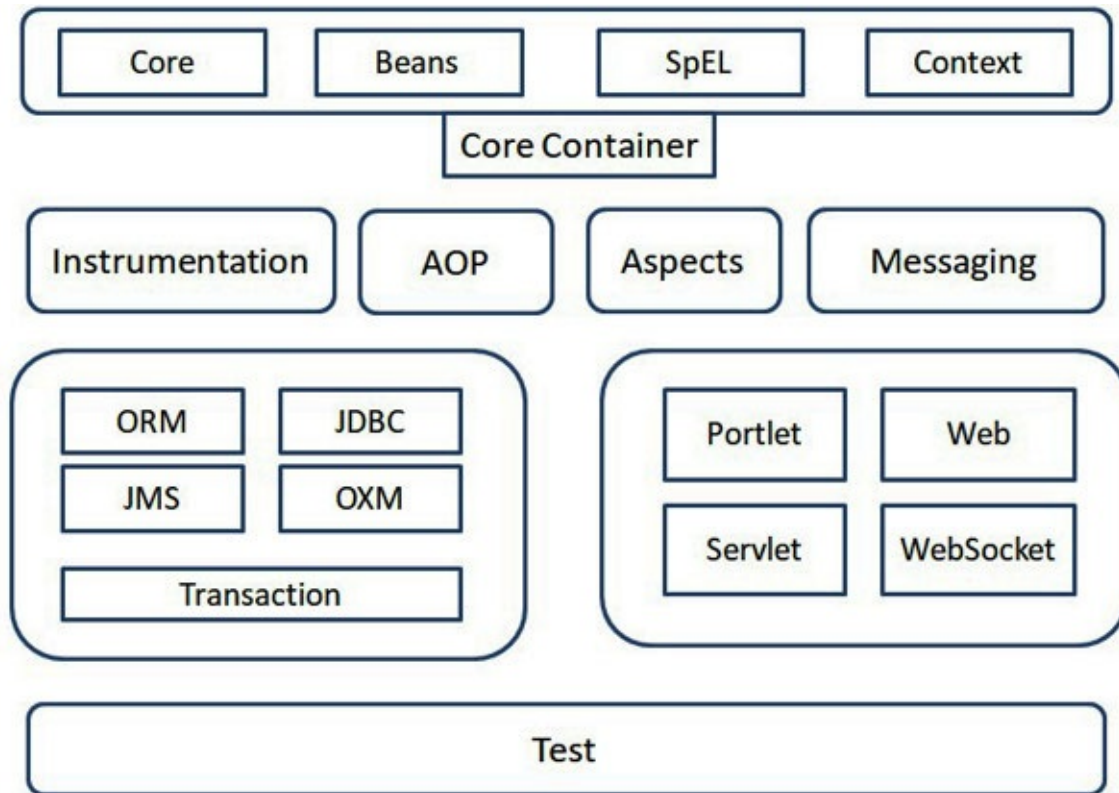 Core
Beans
SpEL
Context
Core Container
Instrumentation
AOP
Aspects
Messaging
ORM
JDBC
JMS
OXM
Transaction
Portlet
Web
Servlet
WebSocket
Test